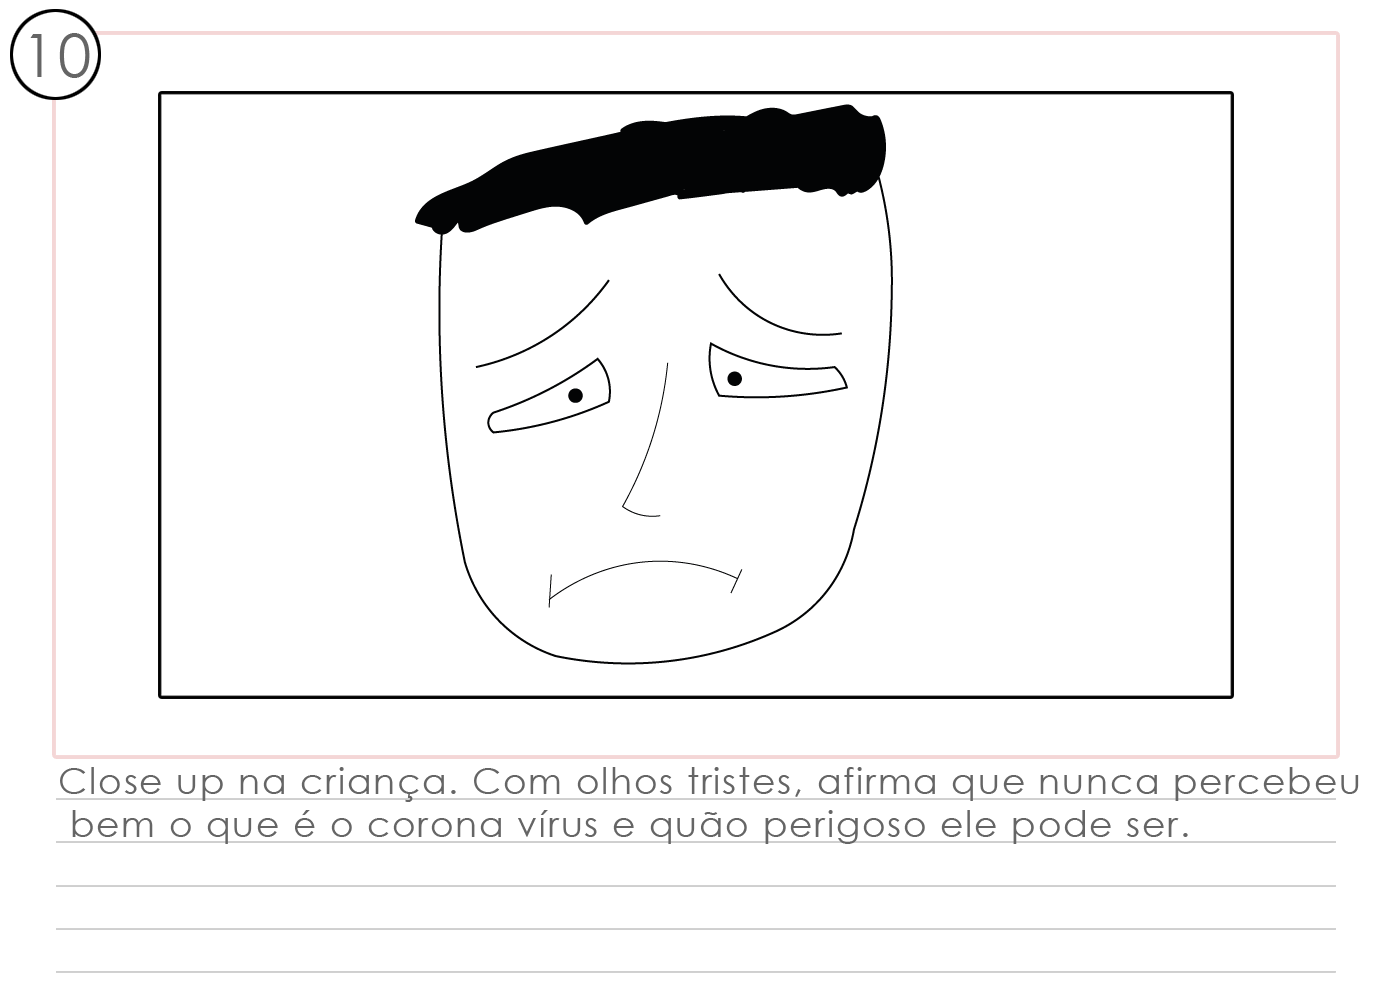 10
Close up na criança. Com olhos tristes, afirma que nunca percebeu
bem o que é o corona vírus e quão perigoso ele pode ser.